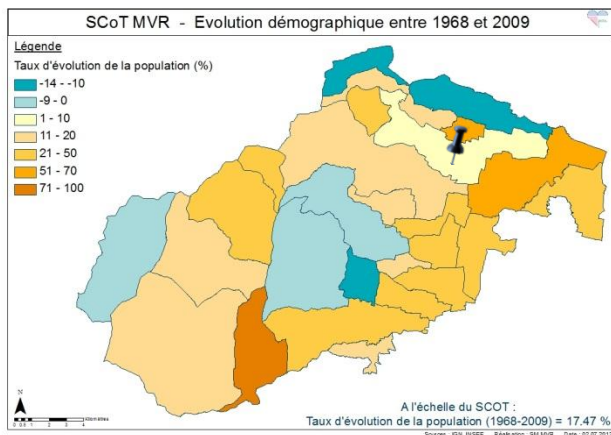 SCoT MVR - Evolution démographique entre 1968 et 2009
Légende
Taux d'évolution de la population (%)
-14 - -10
-9 - 0
1 - 10
11 - 20
21 - 50
51 - 70
71 - 100
N
Kilomètres
A l'échelle du SCOT :
Taux d'évolution de la population (1968-2009) = 17.47 %